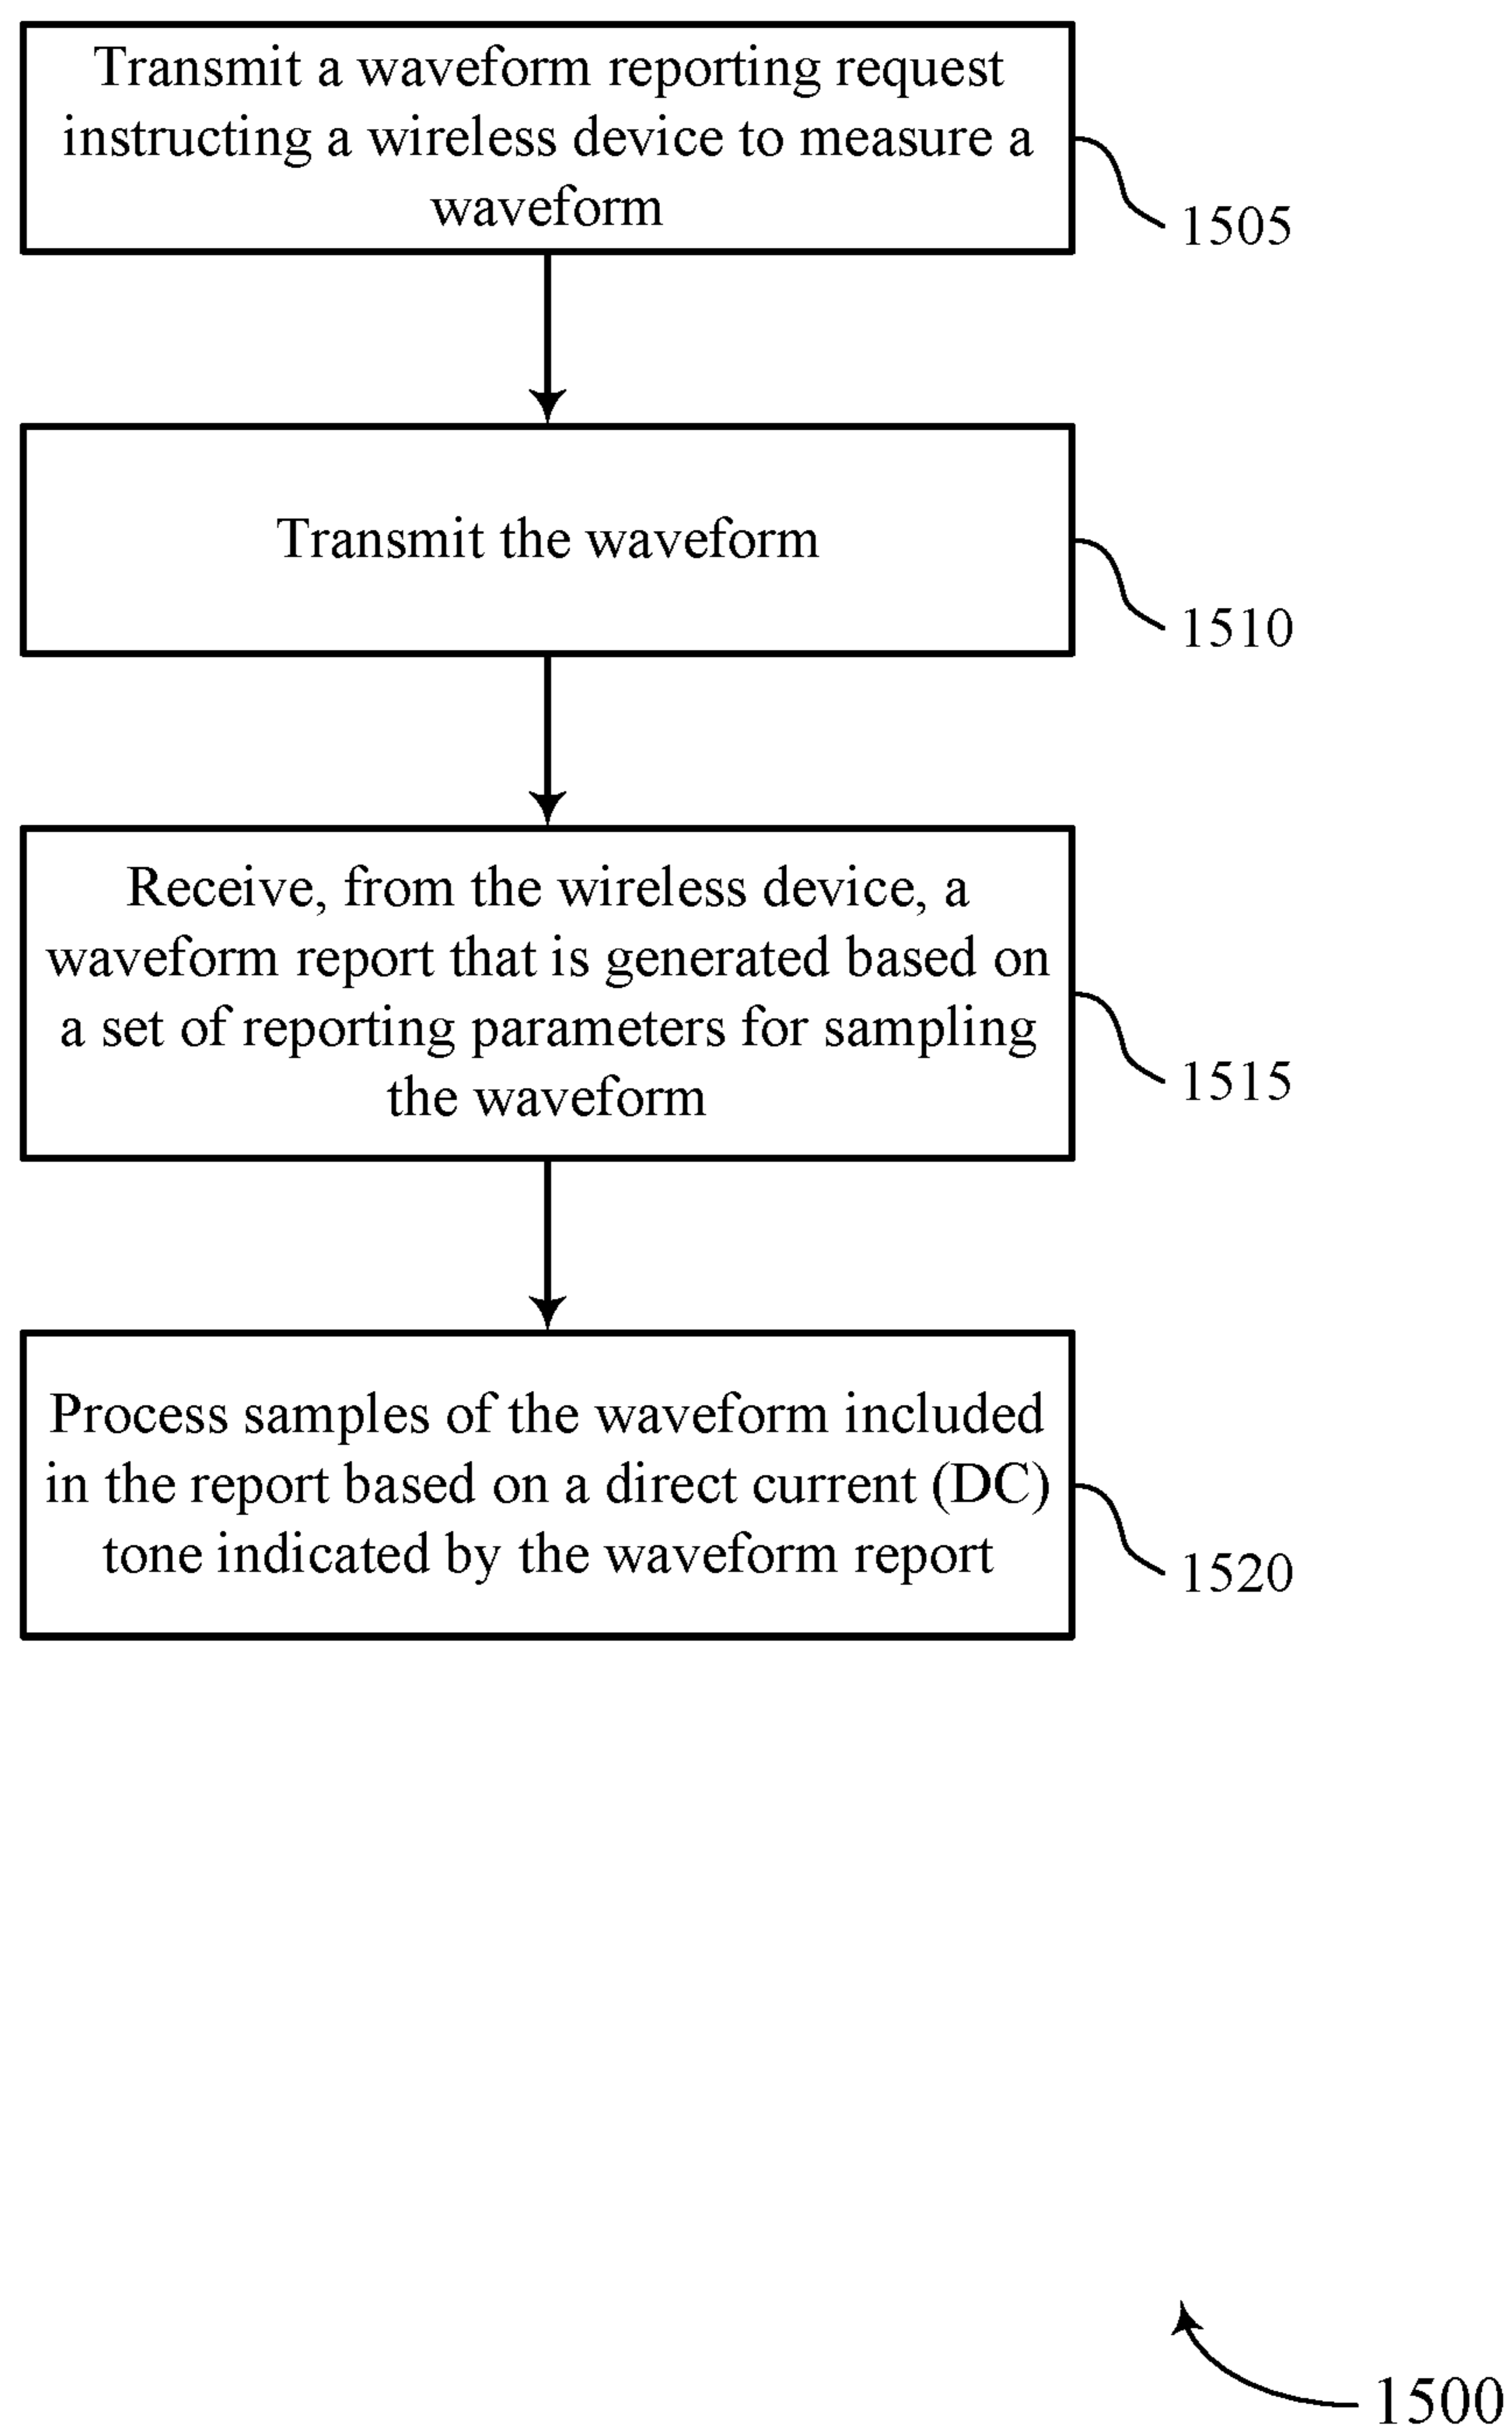 Transmit a waveform reporting request
instructing a wireless device to measure a
waveform
1505
Transmit the waveform
1510
Receive, from the wireless device, a
waveform report that is generated based on
a set of reporting parameters for sampling
the waveform
1515
Process samples of the waveform included
in the report based on a direct current (DC)
tone indicated by the waveform report
1520
1500